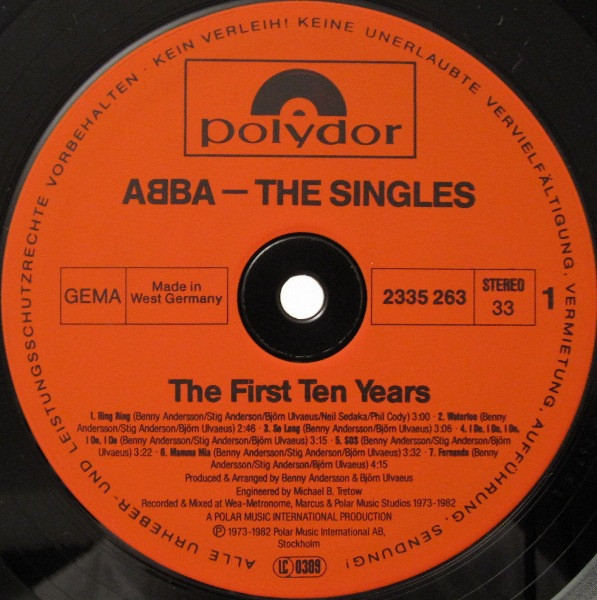 ALLE URHEBER- UND LEISTUNGSSCHUTZRECHTE VORBEHALTEN · KEIN VERLEIH! KEINE UNERLAUBTE VERVIELFÄLTIGUNG, VERMIETUNG, AUFFÜHRUNG, SENDUNG!
polydor
AᗺBA – THE SINGLES
GEMA
Made in
West Germany
2335 263
STEREO
33
1
The First Ten Years
1. Ring Ring (Benny Andersson/Stig Anderson/Björn Ulvaeus/Neil Sedaka/Phil Cody) 3:00 · 2. Waterloo (Benny
Andersson/Stig Anderson/Björn Ulvaeus) 2:46 · 3. So Long (Benny Andersson/Björn Ulvaeus) 3:06 · 4. I Do, I Do, I Do,
I Do, I Do (Benny Andersson/Stig Anderson/Björn Ulvaeus) 3:15 · 5. SOS (Benny Andersson/Stig Anderson/Björn
Ulvaeus) 3:22 · 6. Mamma Mia (Benny Andersson/Stig Anderson/Björn Ulvaeus) 3:32 · 7. Fernando (Benny
Andersson/Stig Anderson/Björn Ulvaeus) 4:15
Produced & Arranged by Benny Andersson & Björn Ulvaeus
Engineered by Michael B. Tretow
Recorded & Mixed at Wea-Metronome, Marcus & Polar Music Studios 1973-1982
A POLAR MUSIC INTERNATIONAL PRODUCTION
℗ 1973-1982 Polar Music International AB,
Stockholm
LC 0309